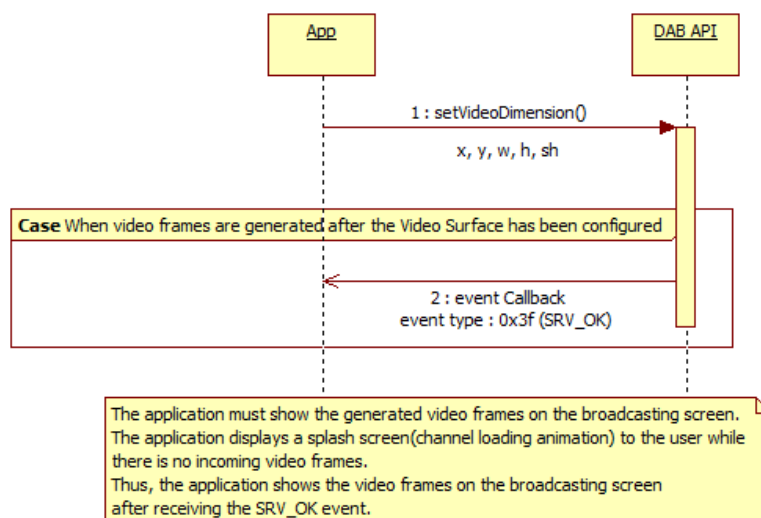 App
DAB API
1 : setVideoDimension()
x, y, w, h, sh
Case When video frames are generated after the Video Surface has been configured
2 : event Callback
event type : 0x3f (SRV_OK)
The application must show the generated video frames on the broadcasting screen.
The application displays a splash screen(channel loading animation) to the user while
there is no incoming video frames.
Thus, the application shows the video frames on the broadcasting screen
after receiving the SRV_OK event.